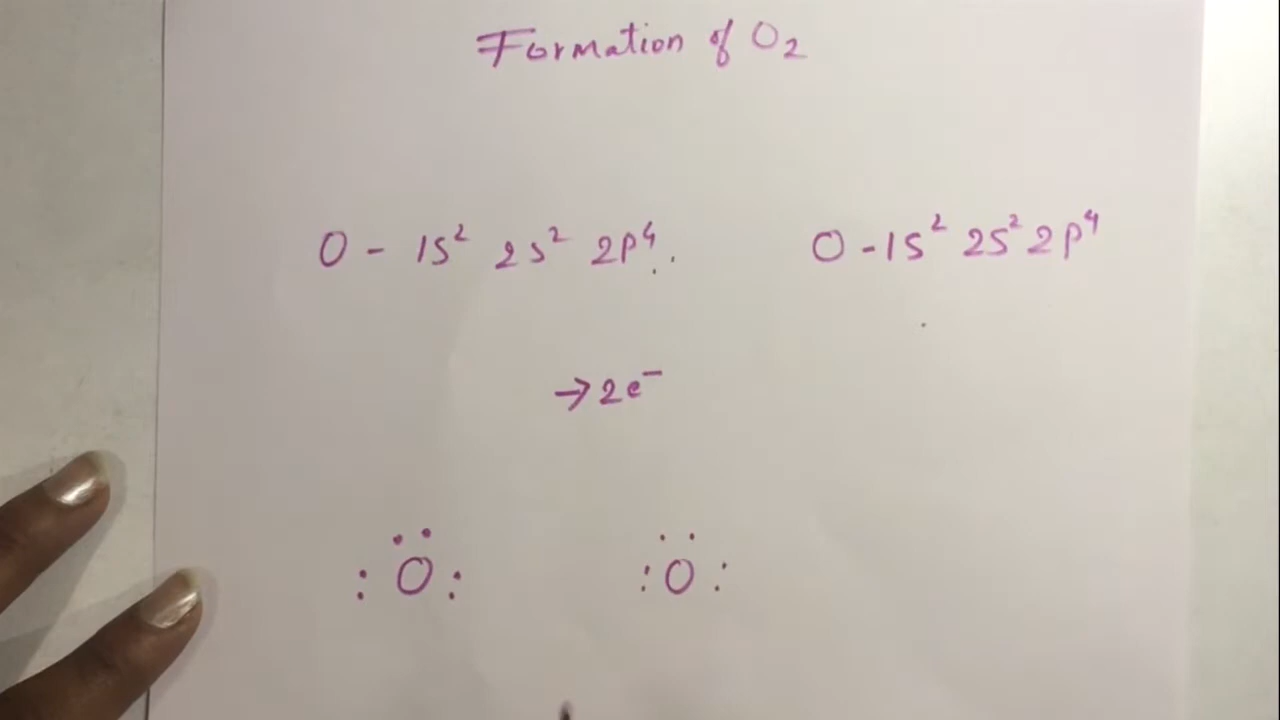 Formation of O₂
O - 1S² 2s² 2p⁴. O - 1S² 2S² 2p⁴
→ 2e⁻
:Ö: :Ö: